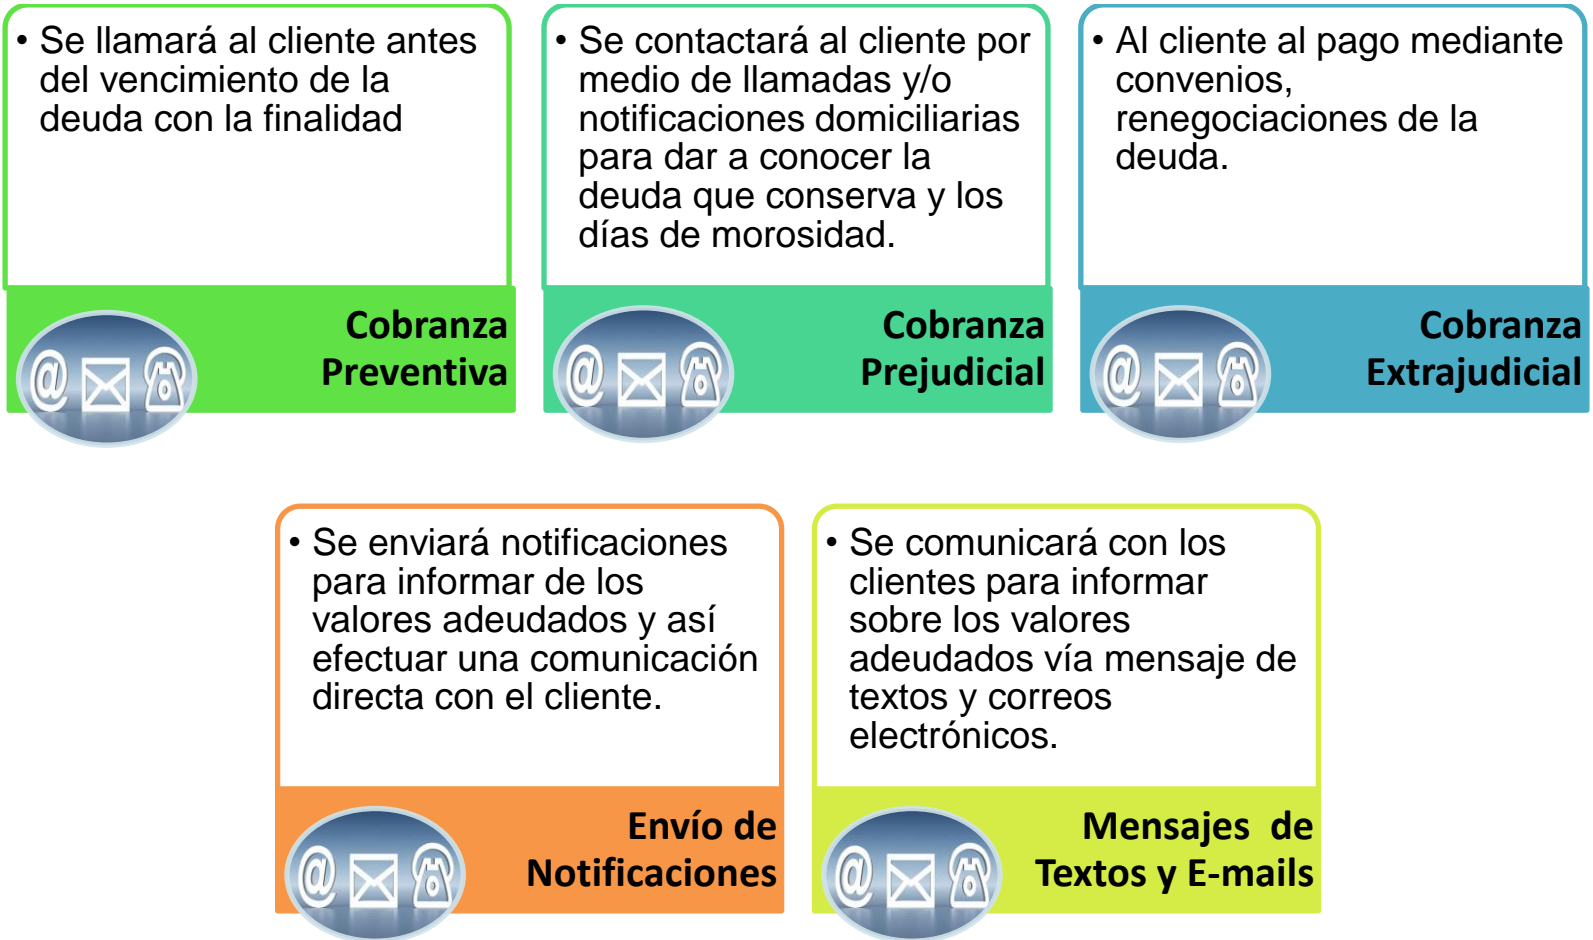 • Se llamará al cliente antes
del vencimiento de la
deuda con la finalidad
Cobranza
Preventiva
• Se contactará al cliente por
medio de llamadas y/o
notificaciones domiciliarias
para dar a conocer la
deuda que conserva y los
días de morosidad.
Cobranza
Prejudicial
• Al cliente al pago mediante
convenios,
renegociaciones de la
deuda.
Cobranza
Extrajudicial
• Se enviará notificaciones
para informar de los
valores adeudados y así
efectuar una comunicación
directa con el cliente.
Envío de
Notificaciones
• Se comunicará con los
clientes para informar
sobre los valores
adeudados vía mensaje de
textos y correos
electrónicos.
Mensajes de
Textos y E-mails